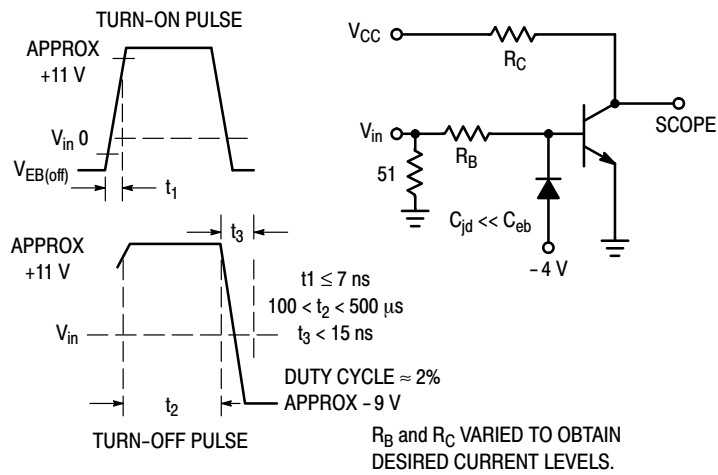 TURN-ON PULSE
APPROX
+11 V
V_in 0
V_EB(off)
t_1
V_CC
R_C
V_in
R_B
51
SCOPE
C_jd << C_eb
-4 V
APPROX
+11 V
t_3
t1 ≤ 7 ns
100 < t_2 < 500 μs
t_3 < 15 ns
V_in
DUTY CYCLE ≈ 2%
t_2
APPROX -9 V
TURN-OFF PULSE
R_B and R_C VARIED TO OBTAIN
DESIRED CURRENT LEVELS.